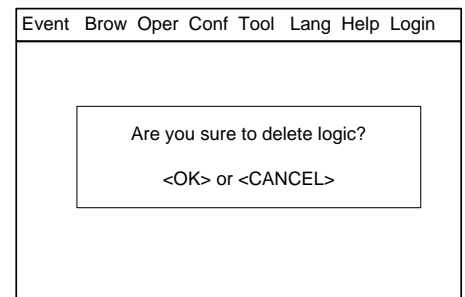 Event Brow Oper Conf Tool Lang Help Login
Are you sure to delete logic?
<OK> or <CANCEL>